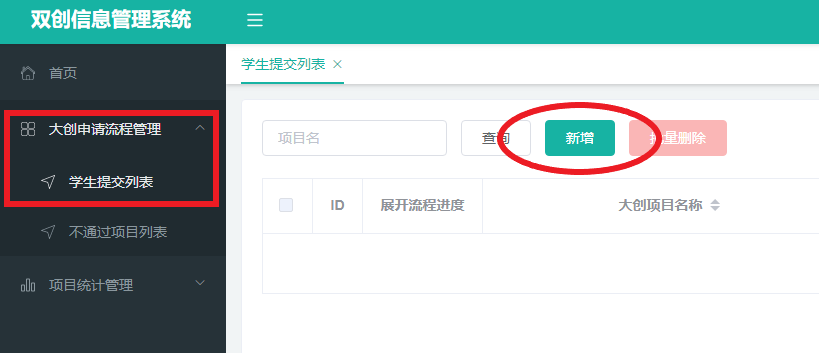 双创信息管理系统
学生提交列表
首页
大创申请流程管理
项目名
查询
新增
批量删除
学生提交列表
ID
展开流程进度
大创项目名称
不通过项目列表
项目统计管理